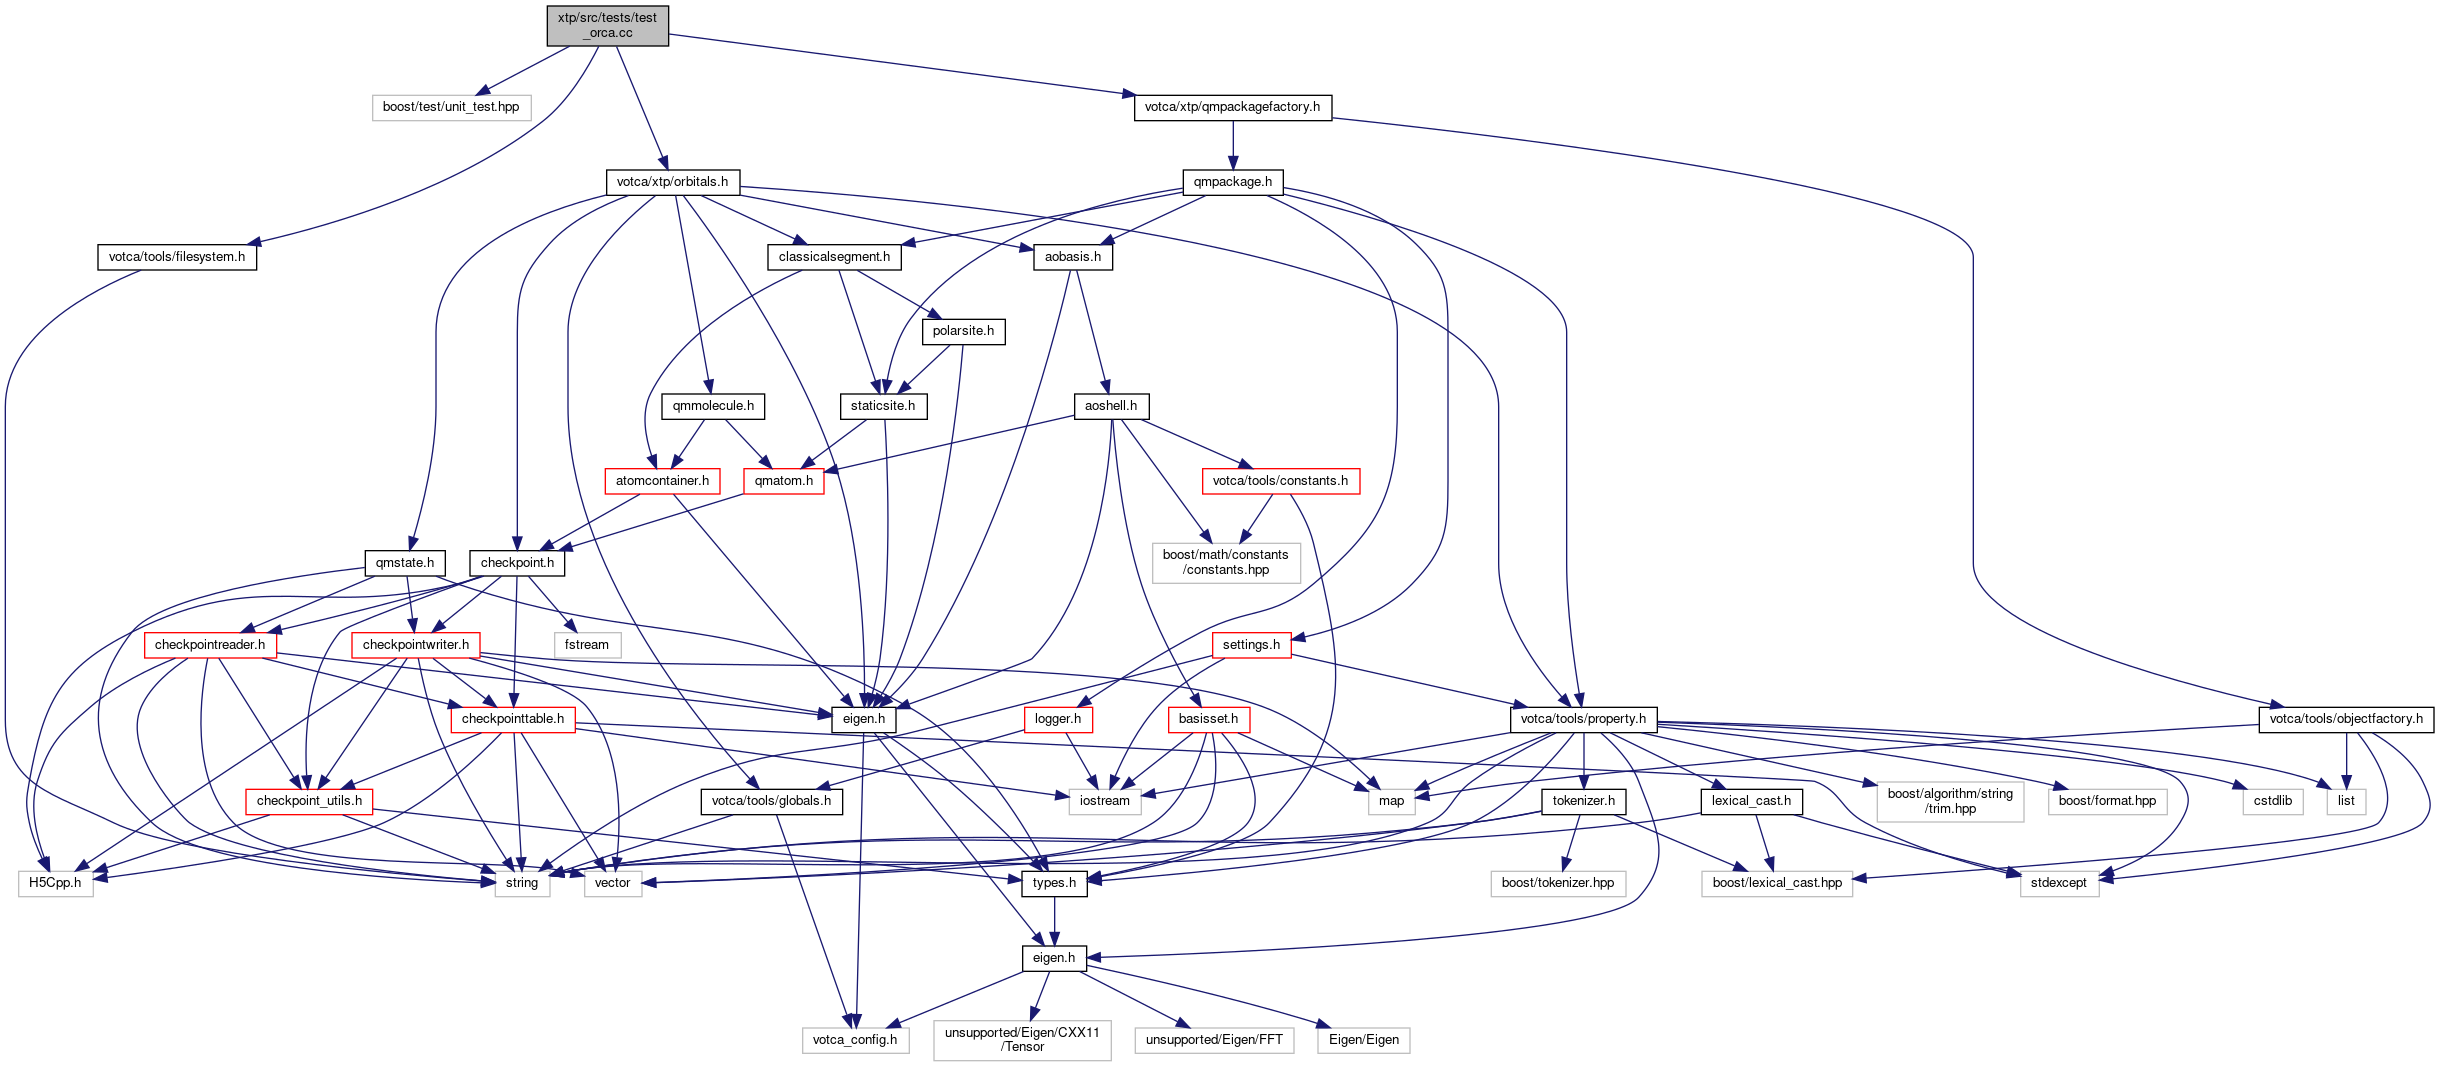 xtp/src/tests/test
_orca.cc
boost/test/unit_test.hpp
votca/xtp/qmpackagefactory.h
votca/xtp/orbitals.h
qmpackage.h
votca/tools/filesystem.h
classicalsegment.h
aobasis.h
polarsite.h
qmmolecule.h
staticsite.h
aoshell.h
atomcontainer.h
qmatom.h
votca/tools/constants.h
qmstate.h
checkpoint.h
boost/math/constants
/constants.hpp
checkpointreader.h
checkpointwriter.h
fstream
settings.h
checkpointtable.h
eigen.h
logger.h
basisset.h
votca/tools/property.h
votca/tools/objectfactory.h
checkpoint_utils.h
votca/tools/globals.h
iostream
map
tokenizer.h
lexical_cast.h
boost/algorithm/string
/trim.hpp
boost/format.hpp
cstdlib
list
H5Cpp.h
string
vector
types.h
boost/tokenizer.hpp
boost/lexical_cast.hpp
stdexcept
eigen.h
votca_config.h
unsupported/Eigen/CXX11
/Tensor
unsupported/Eigen/FFT
Eigen/Eigen